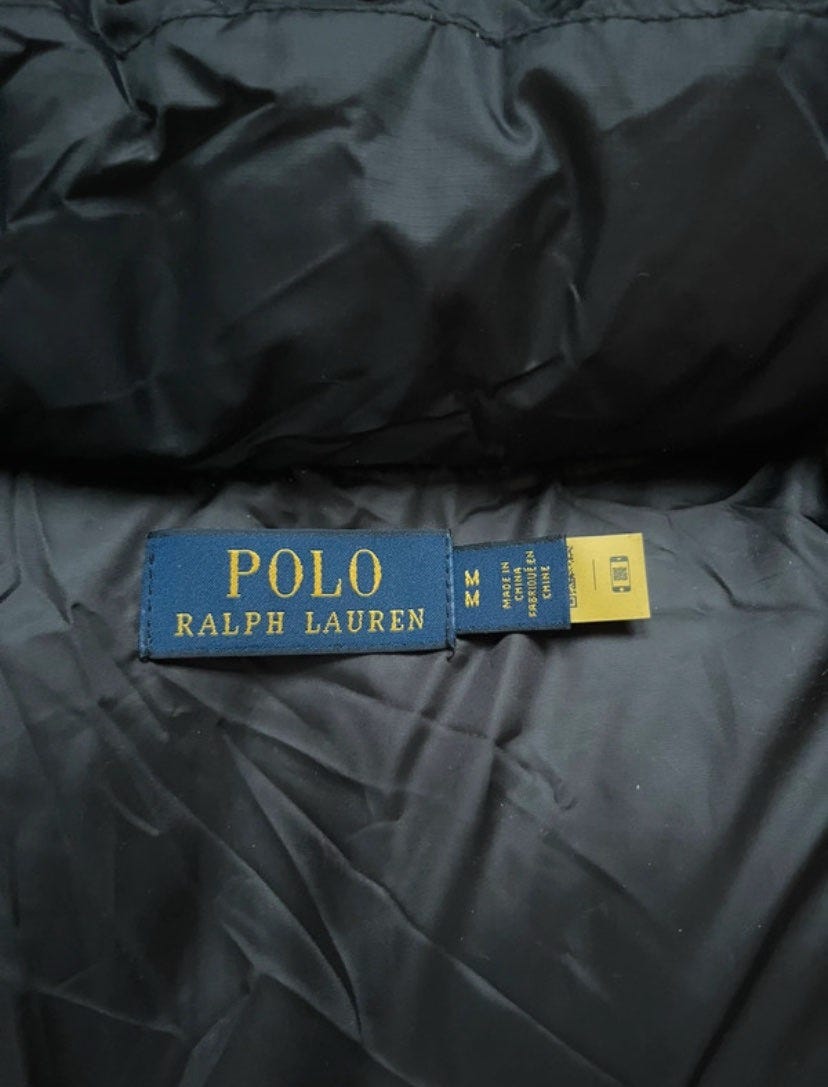 POLO
RALPH LAUREN
M
M
MADE IN
CHINA
FABRIQUÉ EN
CHINE